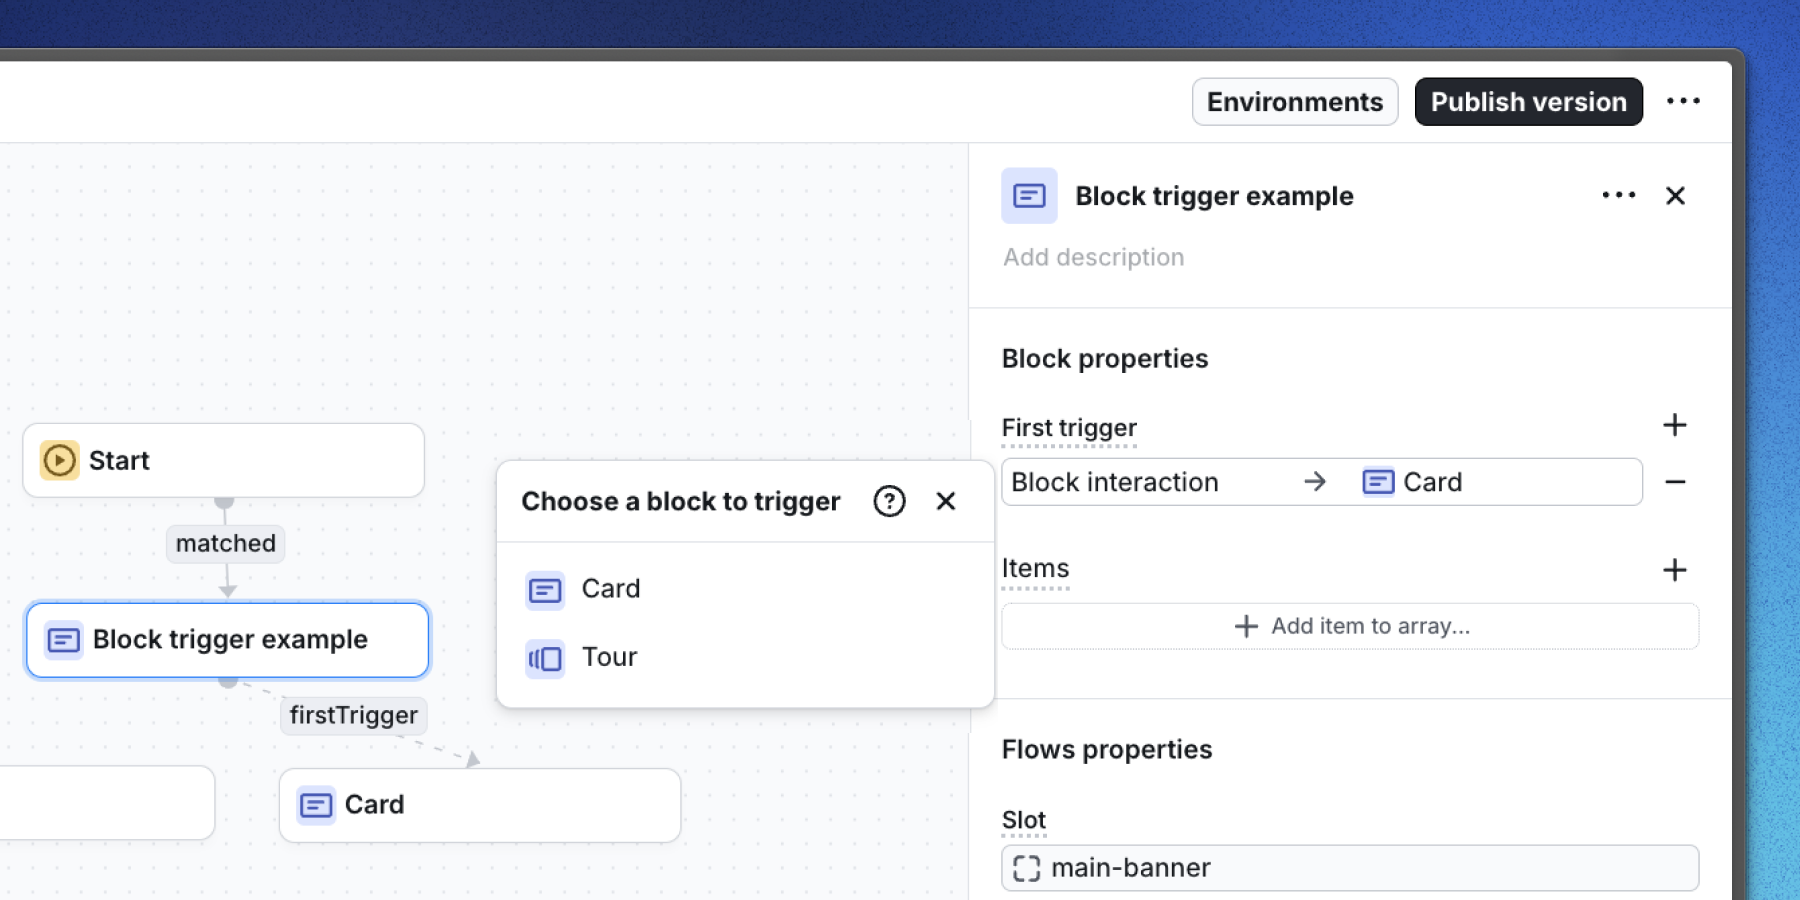 Environments
Publish version
Block trigger example
Add description
Block properties
First trigger
Block interaction → Card
Items
Add item to array...
Flows properties
Slot
main-banner
Start
matched
Block trigger example
firstTrigger
Card
Choose a block to trigger
Card
Tour